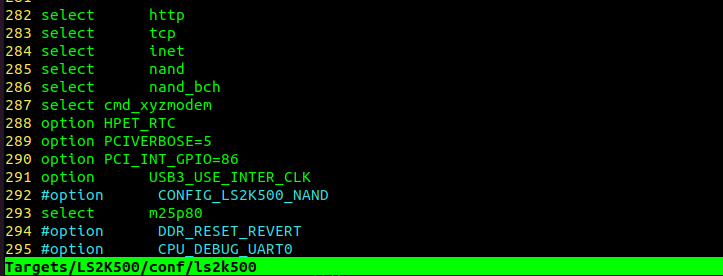 282 select       http
283 select       tcp
284 select       inet
285 select       nand
286 select       nand_bch
287 select cmd_xyzmodem
288 option HPET_RTC
289 option PCIVERBOSE=5
290 option PCI_INT_GPIO=86
291 option       USB3_USE_INTER_CLK
292 #option       CONFIG_LS2K500_NAND
293 select       m25p80
294 #option       DDR_RESET_REVERT
295 #option       CPU_DEBUG_UART0
Targets/LS2K500/conf/ls2k500